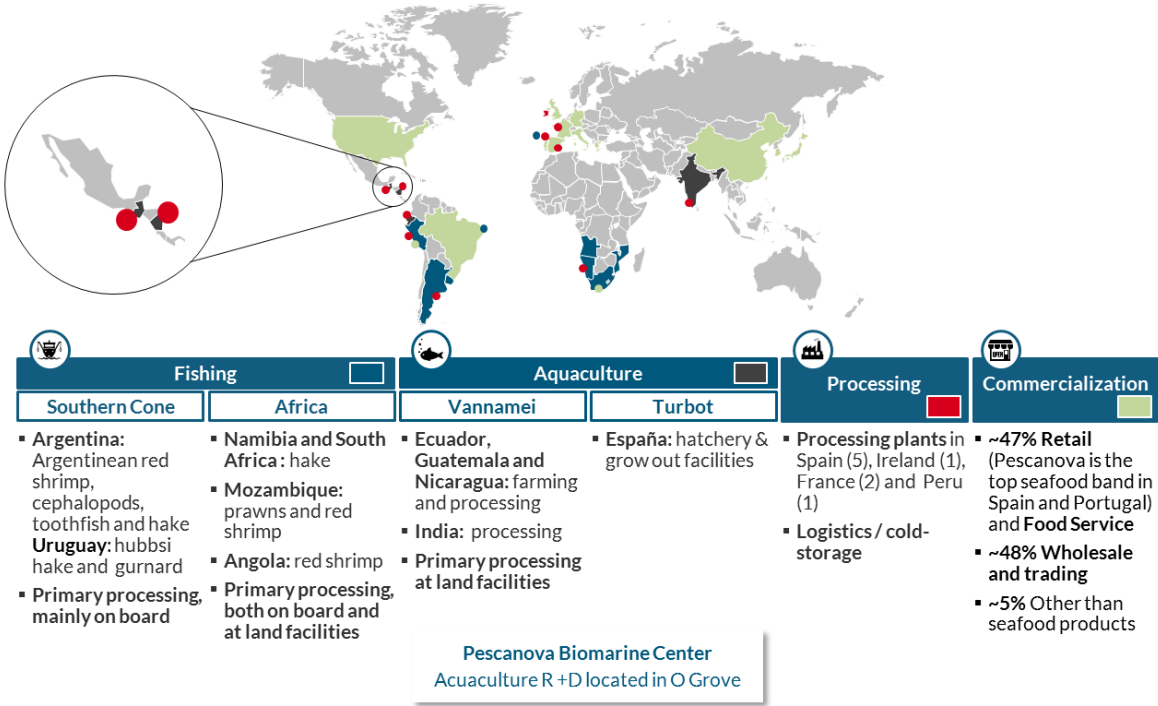 Fishing
Southern Cone
Africa
▪ Argentina:
Argentinean red
shrimp,
cephalopods,
toothfish and hake
Uruguay: hubbsi
hake and gurnard
▪ Primary processing,
mainly on board
▪ Namibia and South
Africa : hake
▪ Mozambique:
prawns and red
shrimp
▪ Angola: red shrimp
▪ Primary processing,
both on board and
at land facilities
Aquaculture
Vannamei
Turbot
▪ Ecuador,
Guatemala and
Nicaragua: farming
and processing
▪ India: processing
▪ Primary processing
at land facilities
▪ España: hatchery &
grow out facilities
Processing
▪ Processing plants in
Spain (5), Ireland (1),
France (2) and Peru
(1)
▪ Logistics / cold-
storage
OPEN
Commercialization
▪ ~47% Retail
(Pescanova is the
top seafood band in
Spain and Portugal)
and Food Service
▪ ~48% Wholesale
and trading
▪ ~5% Other than
seafood products
Pescanova Biomarine Center
Acuaculture R +D located in O Grove